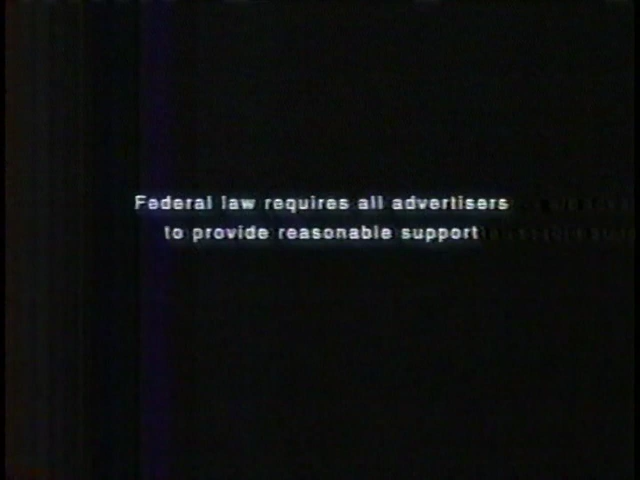 Federal law requires all advertisers
to provide reasonable support